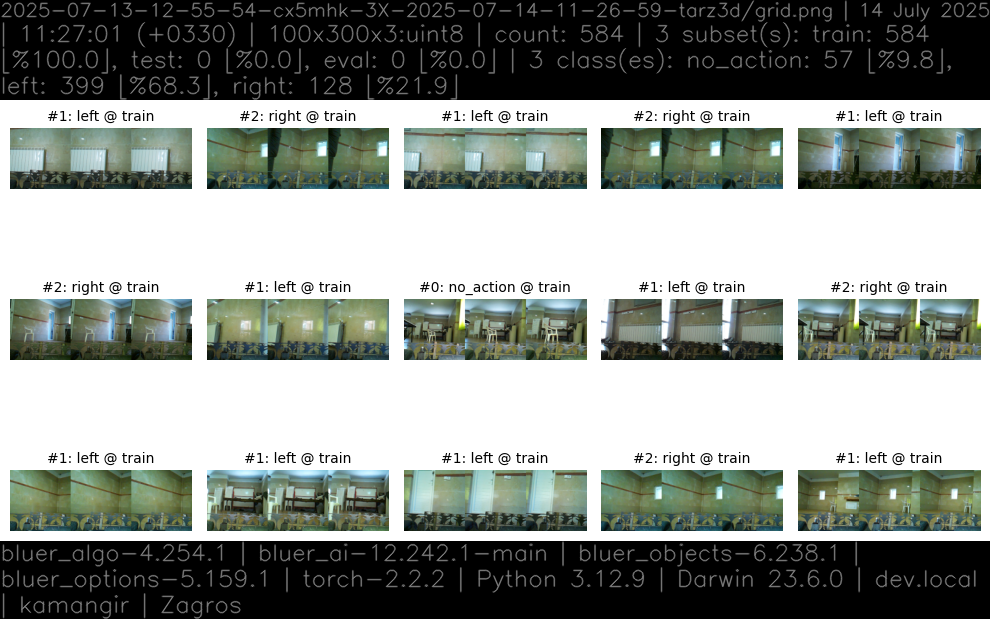 2025-07-13-12-55-54-cx5mhk-3X-2025-07-14-11-26-59-tarz3d/grid.png | 14 July 2025
| 11:27:01 (+0330) | 100x300x3:uint8 | count: 584 | 3 subset(s): train: 584
[%100.0], test: 0 [%0.0], eval: 0 [%0.0] | 3 class(es): no_action: 57 [%9.8],
left: 399 [%68.3], right: 128 [%21.9]
#1: left @ train
#2: right @ train
#1: left @ train
#2: right @ train
#1: left @ train
#2: right @ train
#1: left @ train
#0: no_action @ train
#1: left @ train
#2: right @ train
#1: left @ train
#1: left @ train
#1: left @ train
#2: right @ train
#1: left @ train
bluer_algo-4.254.1 | bluer_ai-12.242.1-main | bluer_objects-6.238.1 |
bluer_options-5.159.1 | torch-2.2.2 | Python 3.12.9 | Darwin 23.6.0 | dev.local
| kamangir | Zagros